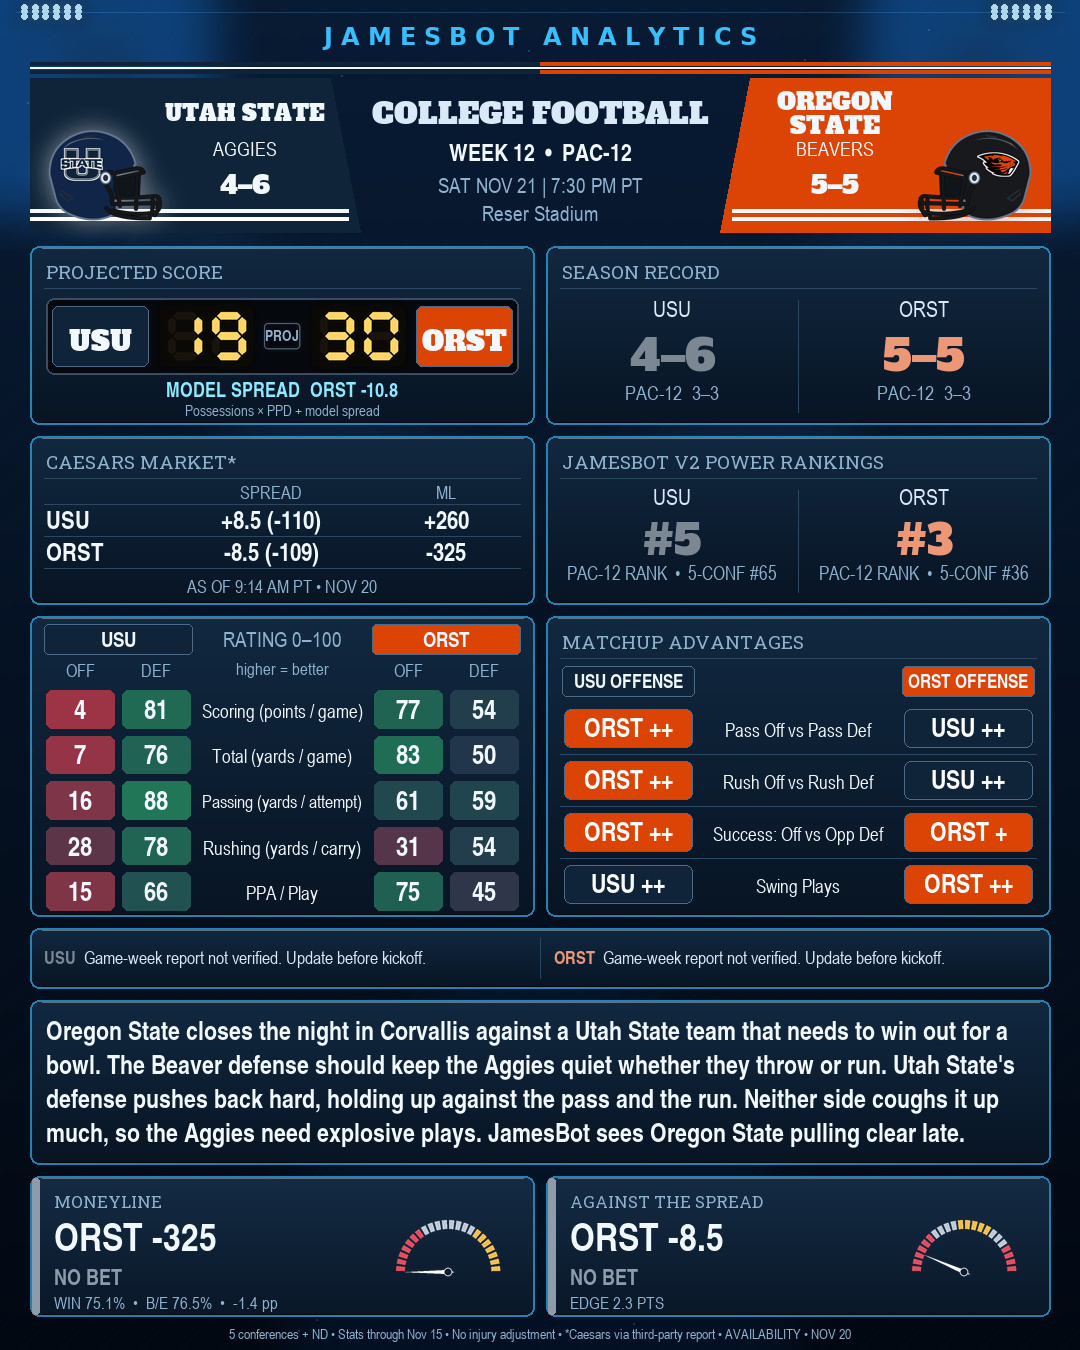 JAMESBOT ANALYTICS
UTAH STATE
AGGIES
4–6
U
STATE
COLLEGE FOOTBALL
WEEK 12 • PAC-12
SAT NOV 21 | 7:30 PM PT
Reser Stadium
OREGON
STATE
BEAVERS
5–5
PROJECTED SCORE
USU 19 PROJ 30 ORST
MODEL SPREAD ORST -10.8
Possessions × PPD + model spread
SEASON RECORD
USU ORST
4–6 5–5
PAC-12 3–3 PAC-12 3–3
CAESARS MARKET*
SPREAD ML
USU +8.5 (-110) +260
ORST -8.5 (-109) -325
AS OF 9:14 AM PT • NOV 20
JAMESBOT V2 POWER RANKINGS
USU ORST
#5 #3
PAC-12 RANK • 5-CONF #65 PAC-12 RANK • 5-CONF #36
USU RATING 0–100 ORST
OFF DEF higher = better OFF DEF
4 81 Scoring (points / game) 77 54
7 76 Total (yards / game) 83 50
16 88 Passing (yards / attempt) 61 59
28 78 Rushing (yards / carry) 31 54
15 66 PPA / Play 75 45
MATCHUP ADVANTAGES
USU OFFENSE ORST OFFENSE
ORST ++ Pass Off vs Pass Def USU ++
ORST ++ Rush Off vs Rush Def USU ++
ORST ++ Success: Off vs Opp Def ORST +
USU ++ Swing Plays ORST ++
USU Game-week report not verified. Update before kickoff.
ORST Game-week report not verified. Update before kickoff.
Oregon State closes the night in Corvallis against a Utah State team that needs to win out for a
bowl. The Beaver defense should keep the Aggies quiet whether they throw or run. Utah State's
defense pushes back hard, holding up against the pass and the run. Neither side coughs it up
much, so the Aggies need explosive plays. JamesBot sees Oregon State pulling clear late.
MONEYLINE
ORST -325
NO BET
WIN 75.1% • B/E 76.5% • -1.4 pp
AGAINST THE SPREAD
ORST -8.5
NO BET
EDGE 2.3 PTS
5 conferences + ND • Stats through Nov 15 • No injury adjustment • *Caesars via third-party report • AVAILABILITY • NOV 20